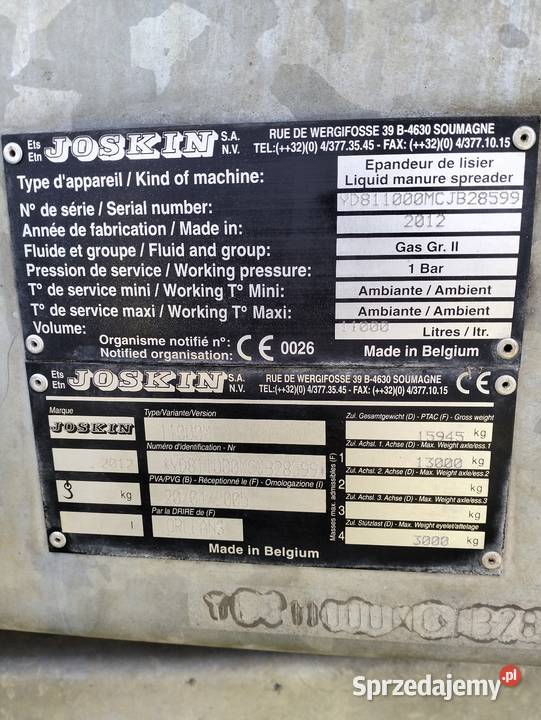 Ets Etn JOSKIN S.A. N.V. RUE DE WERGIFOSSE 39 B-4630 SOUMAGNE
TEL:(++32)(0) 4/377.35.45 - FAX: (++32)(0) 4/377.10.15
Type d'appareil / Kind of machine: Epandeur de lisier
Liquid manure spreader
N° de série / Serial number: YD811000MCJB28599
Année de fabrication / Made in: 2012
Fluide et groupe / Fluid and group: Gas Gr. II
Pression de service / Working pressure: 1 Bar
T° de service mini / Working T° Mini: Ambiante / Ambient
T° de service maxi / Working T° Maxi: Ambiante / Ambient
Volume: 11000 Litres / ltr.
Organisme notifié n°:
Notified organisation: CE 0026 Made in Belgium
Ets Etn JOSKIN S.A. N.V. RUE DE WERGIFOSSE 39 B-4630 SOUMAGNE
TEL:(++32)(0) 4/377.35.45 - FAX: (++32)(0) 4/377.10.15 CE
Marque Type/Variante/Version Zul. Gesamtgewicht (D) - PTAC (F) - Gross weight
JOSKIN 15945 kg
Numéro d'identification - Nr Zul. Achsl. 1. Achse (D) - Max. Weight axle/ess.1
2012 1 13000 kg
PVA/PVG (B) - Réceptionné le (F) - Omologazione (I) Zul. Achsl. 2. Achse (D) - Max. Weight axle/ess.2
kg 2 kg
Par la DRIRE de (F) Zul. Achsl. 3. Achse (D) - Max. Weight axle/ess.3
I 3 kg
Masses max. admissibles (F)
Zul. Stützlast (D) - Max. Weight eyelet/attelage
4 3000 kg
Made in Belgium
Sprzedajemy.pl